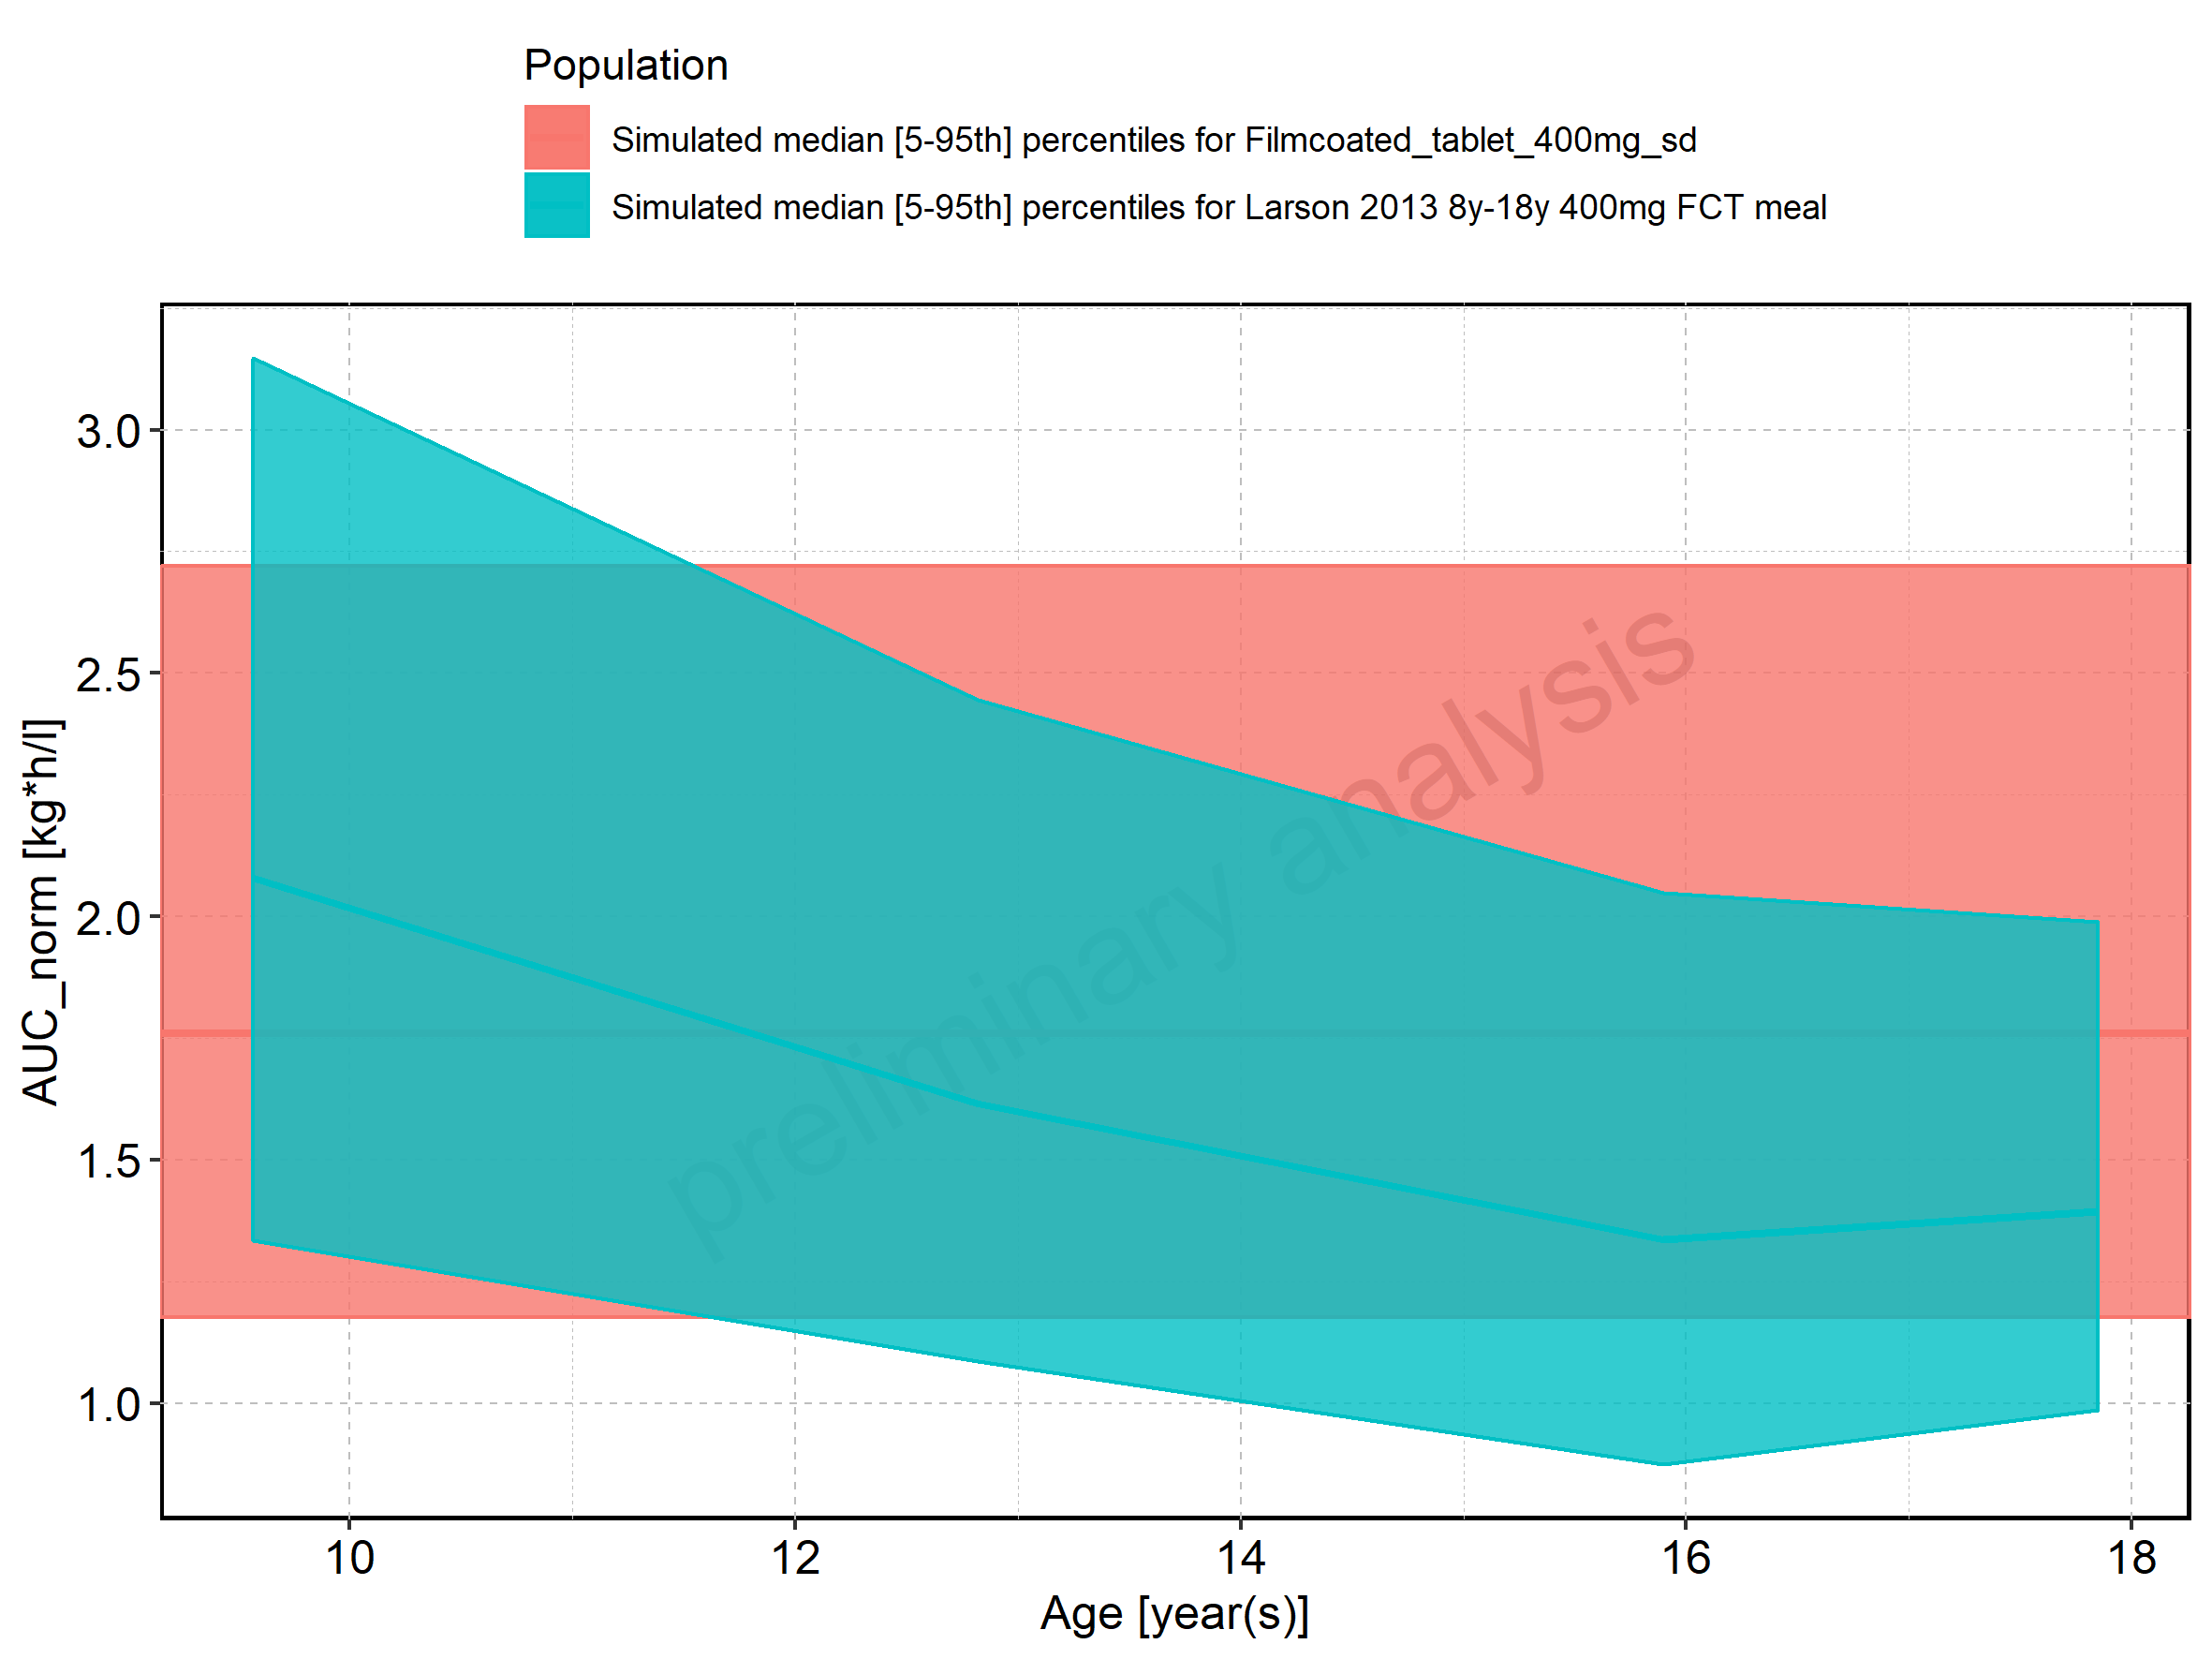 Population
Simulated median [5-95th] percentiles for Filmcoated_tablet_400mg_sd
Simulated median [5-95th] percentiles for Larson 2013 8y-18y 400mg FCT meal
3.0
2.5
2.0
1.5
1.0
AUC_norm [kg*h/l]
preliminary analysis
10 12 14 16 18
Age [year(s)]